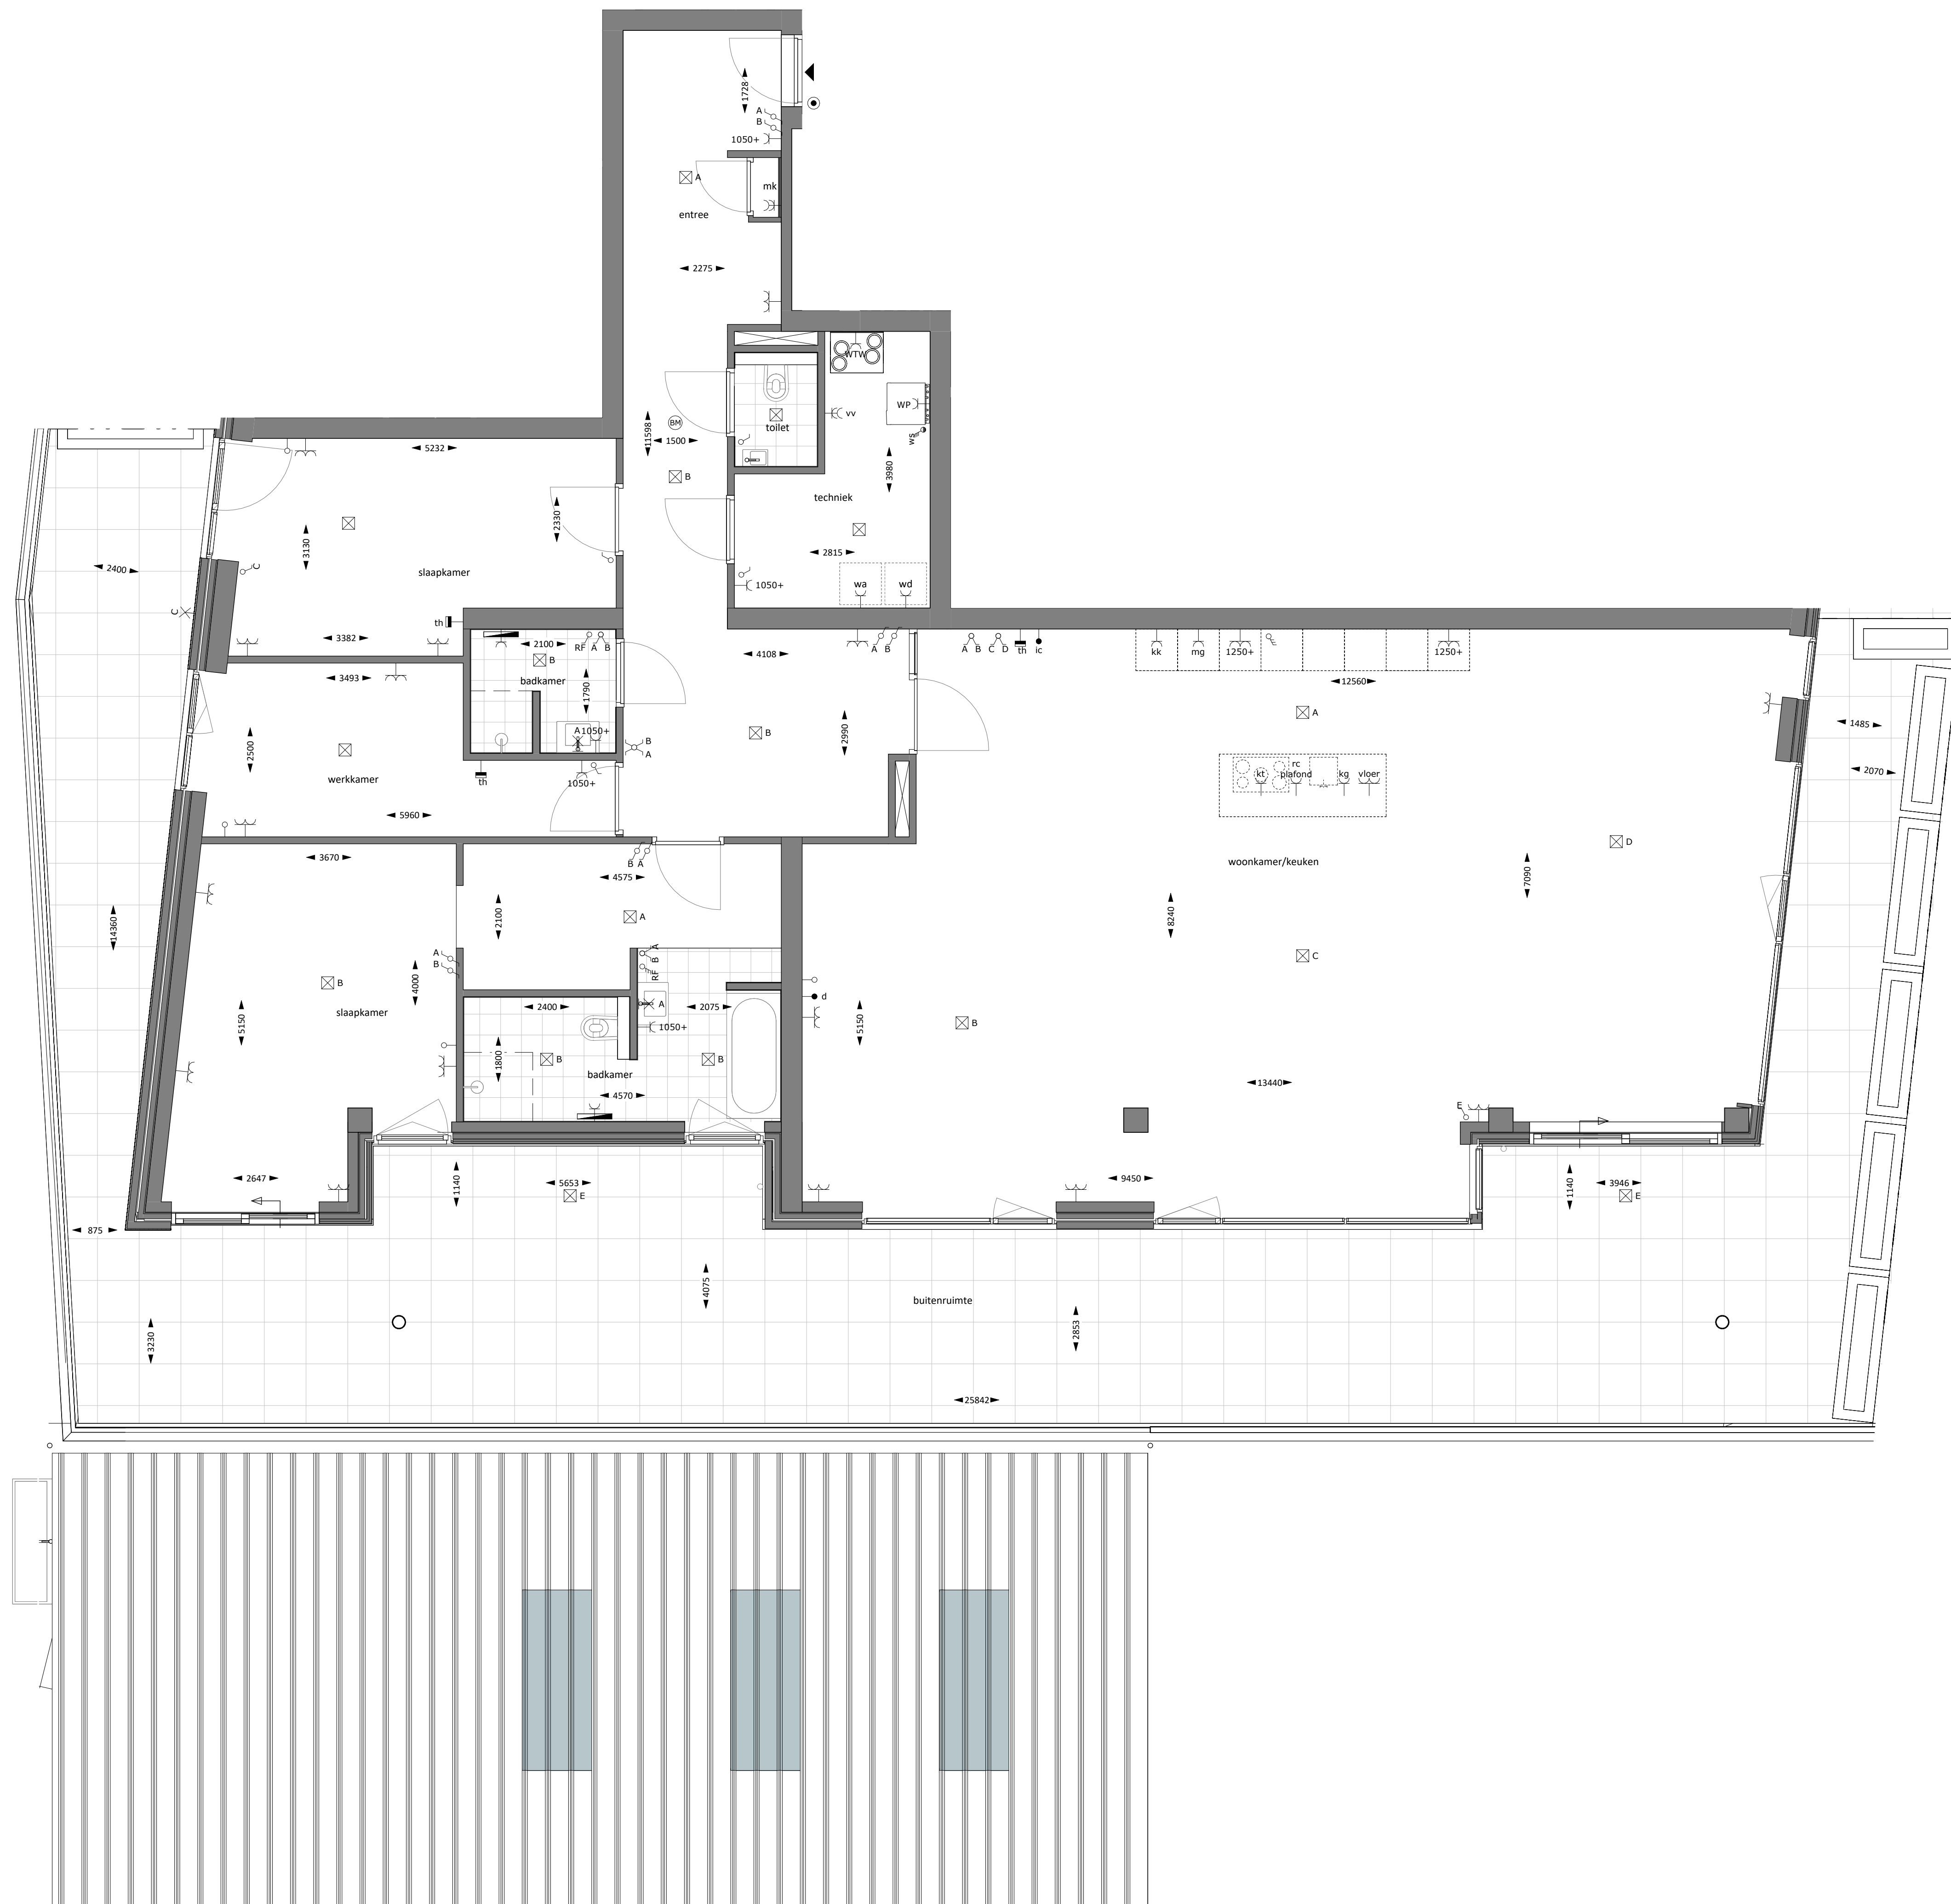 1728
A
B
1050+
A
mk
entree
2275
WTW
WP
vv
BM
toilet
ws
11598
1500
5232
3980
B
techniek
2330
3130
2815
2400
C
slaapkamer
1050+
wa
wd
C
th
3382
2100
RF A B
4108
A B
A B C D th ic
kk
mg
1250+
1250+
B
badkamer
3493
1790
12560
A
1485
A 1050+
B
A
B
2990
2500
werkkamer
th
1050+
rc
kt
plafond
kg
vloer
2070
5960
D
B A
3670
4575
woonkamer/keuken
7090
2100
A
8240
14360
A
B
A
B
RF
C
B
4000
d
2400
A
2075
slaapkamer
5150
1050+
5150
B
1800
B
B
badkamer
13440
4570
E
2647
1140
5653
E
9450
1140
3946
E
875
4075
buitenruimte
3230
2853
25842